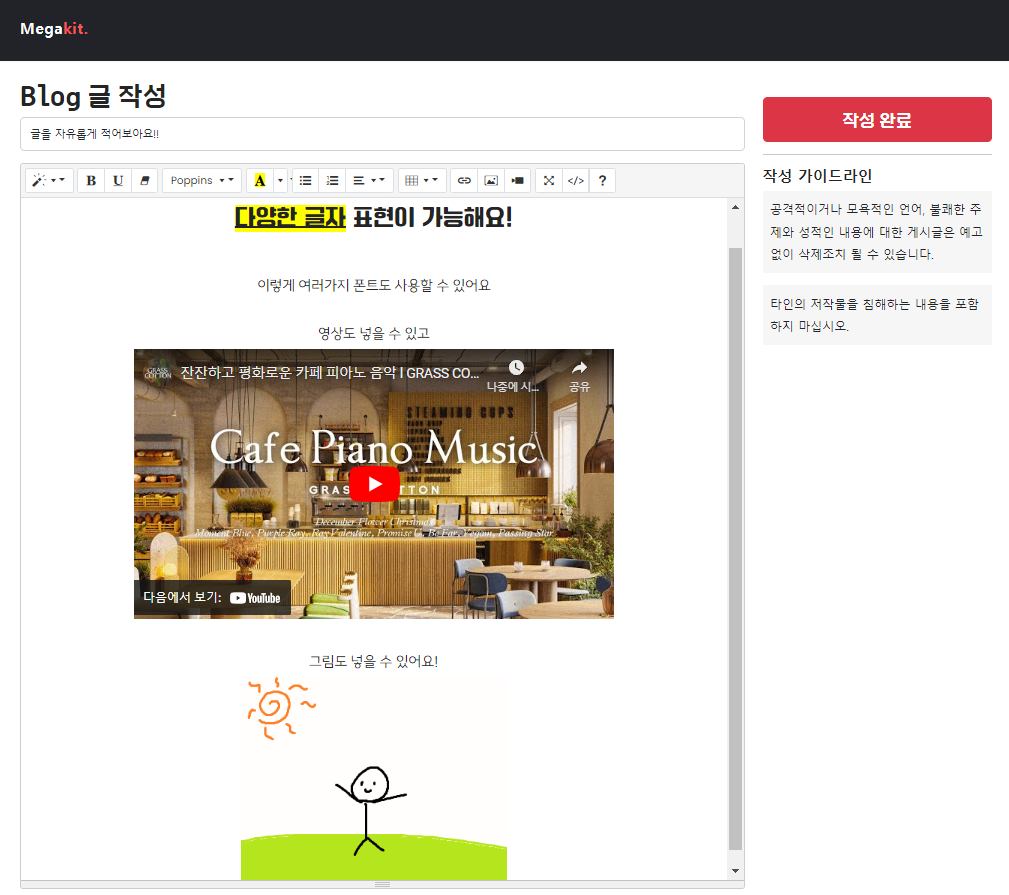 Megakit.
Blog 글 작성
글을 자유롭게 적어보아요!!
작성 완료
B U Poppins A </> ?
다양한 글자 표현이 가능해요!
이렇게 여러가지 폰트도 사용할 수 있어요
영상도 넣을 수 있고
GRASS COTTON
잔잔하고 평화로운 카페 피아노 음악 l GRASS CO...
나중에 시...
공유
STEAMING CUPS
Cafe Piano Music
GRAS TTON
December Flower Christmas
Moment Blue, Purple Ray,
Passing Star
다음에서 보기: YouTube
그림도 넣을 수 있어요!
작성 가이드라인
공격적이거나 모욕적인 언어, 불쾌한 주
제와 성적인 내용에 대한 게시글은 예고
없이 삭제조치 될 수 있습니다.
타인의 저작물을 침해하는 내용을 포함
하지 마십시오.